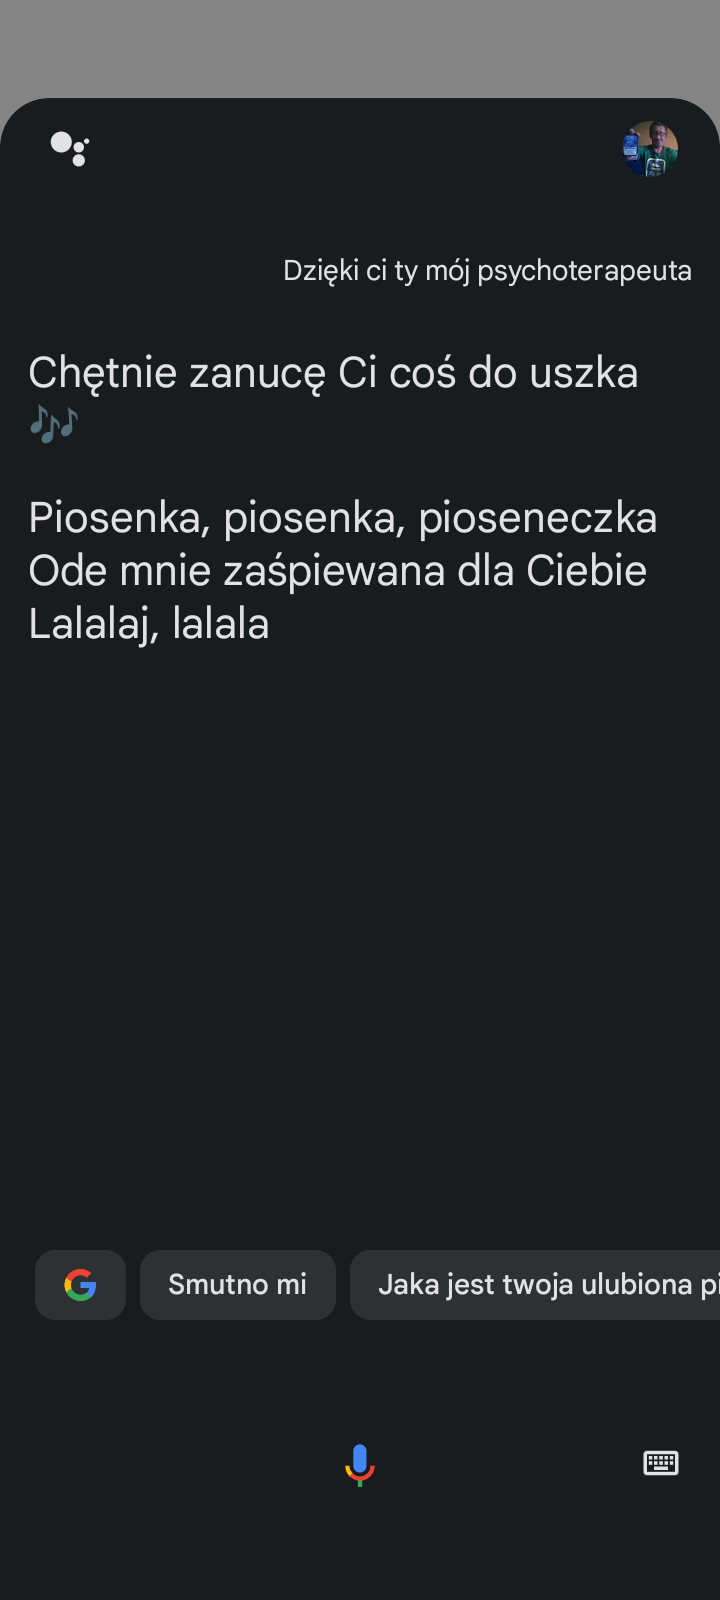 Dzięki ci ty mój psychoterapeuta
Chętnie zanucę Ci coś do uszka
🎶
Piosenka, piosenka, pioseneczka
Ode mnie zaśpiewana dla Ciebie
Lalalaj, lalala
Smutno mi
Jaka jest twoja ulubiona pi